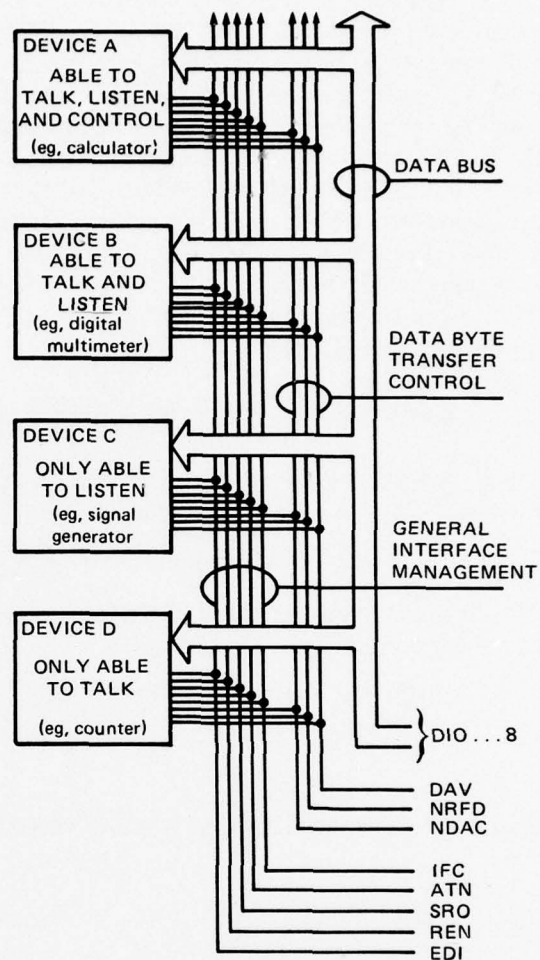 DEVICE A
ABLE TO
TALK, LISTEN,
AND CONTROL
(eg, calculator)
DATA BUS
DEVICE B
ABLE TO
TALK AND
LISTEN
(eg, digital
multimeter)
DATA BYTE
TRANSFER
CONTROL
DEVICE C
ONLY ABLE
TO LISTEN
(eg, signal
generator
GENERAL
INTERFACE
MANAGEMENT
DEVICE D
ONLY ABLE
TO TALK
(eg, counter)
}DIO . . . 8
DAV
NRFD
NDAC
IFC
ATN
SRO
REN
EDI